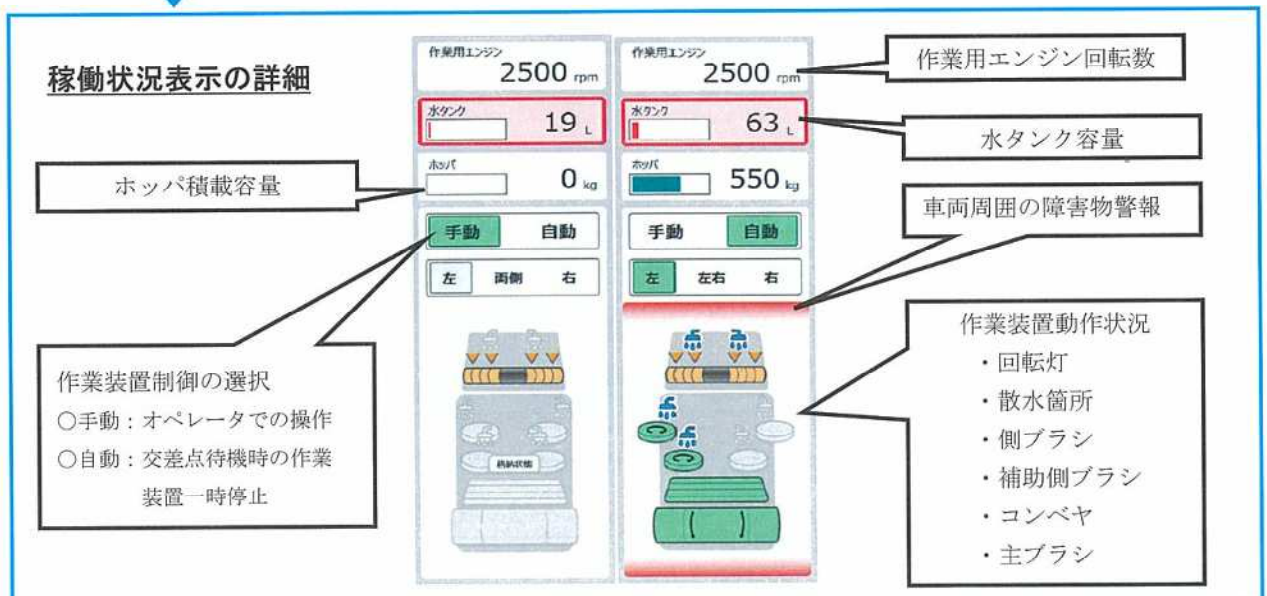 稼働状況表示の詳細
作業用エンジン
2500 rpm
水タンク
19 L
ホッパ
0 kg
手動 自動
左 両側 右
格納状態
作業用エンジン
2500 rpm
水タンク
63 L
ホッパ
550 kg
手動 自動
左 左右 右
作業用エンジン回転数
水タンク容量
車両周囲の障害物警報
ホッパ積載容量
作業装置制御の選択
○手動：オペレータでの操作
○自動：交差点待機時の作業
装置一時停止
作業装置動作状況
・回転灯
・散水箇所
・側ブラシ
・補助側ブラシ
・コンベヤ
・主ブラシ